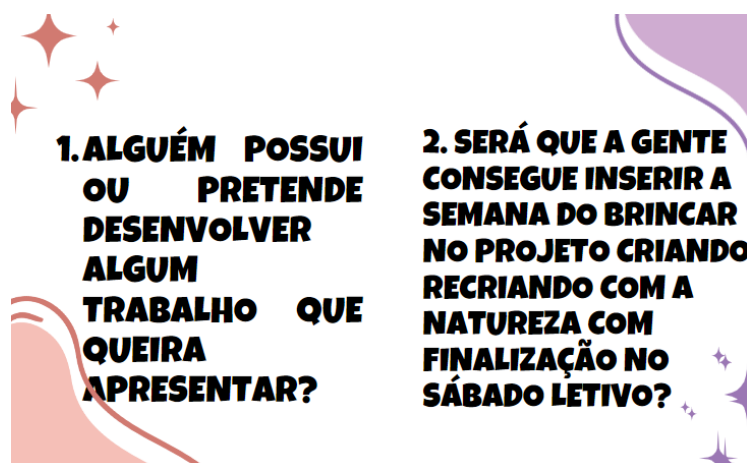 1. ALGUÉM POSSUI
OU PRETENDE
DESENVOLVER
ALGUM
TRABALHO QUE
QUEIRA
APRESENTAR?
2. SERÁ QUE A GENTE
CONSEGUE INSERIR A
SEMANA DO BRINCAR
NO PROJETO CRIANDO
RECRIANDO COM A
NATUREZA COM
FINALIZAÇÃO NO
SÁBADO LETIVO?